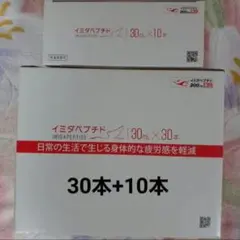 イミダペプチド
IMIDAPEPTIDE
30mL×10本
イミダペプチド
IMIDAPEPTIDE
30mL×30本
日常の生活で生じる身体的な疲労感を軽減
30本+10本